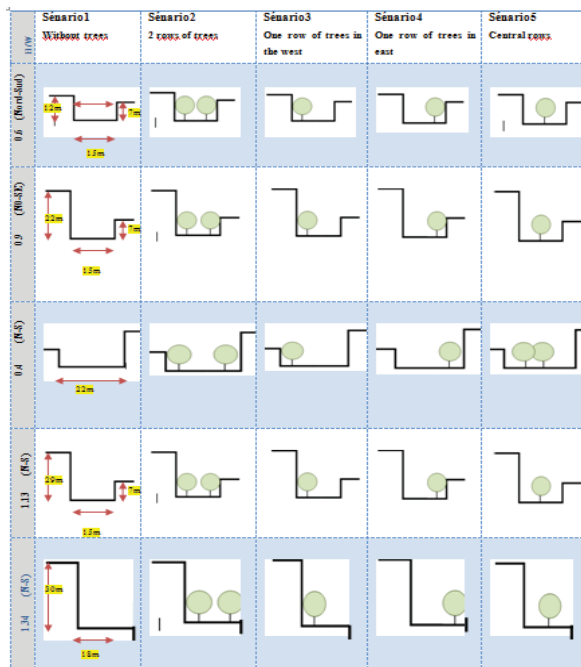 H/W
Sénario1
Without trees
Sénario2
2 rows of trees
Sénario3
One row of trees in
the west
Sénario4
One row of trees in
east
Sénario5
Central rows
0.6 (Nord-Sud)
12m
7m
15m
0.9 (N0-SE)
22m
7m
15m
0.4 (N-S)
22m
1.13 (N-S)
29m
7m
15m
1.34 (N-S)
30m
18m